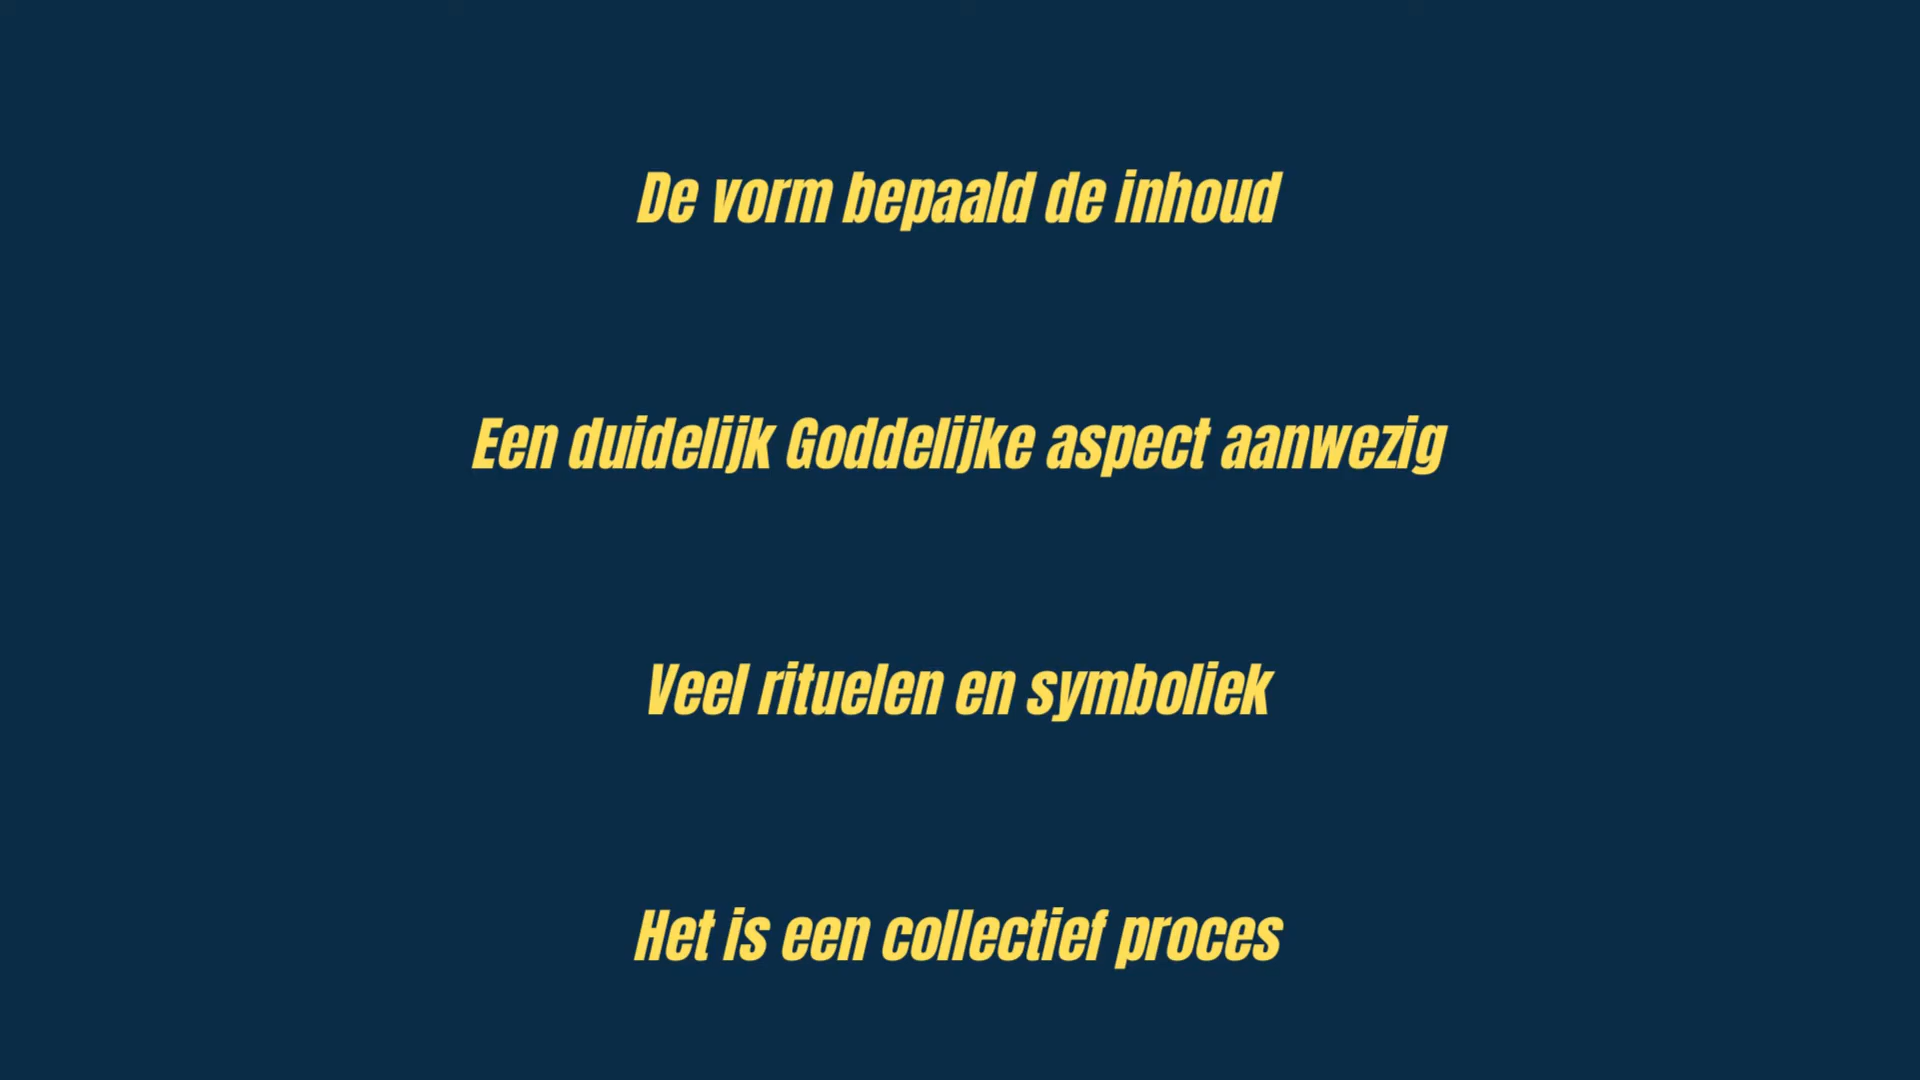 De vorm bepaald de inhoud
Een duidelijk Goddelijke aspect aanwezig
Veel rituelen en symboliek
Het is een collectief proces